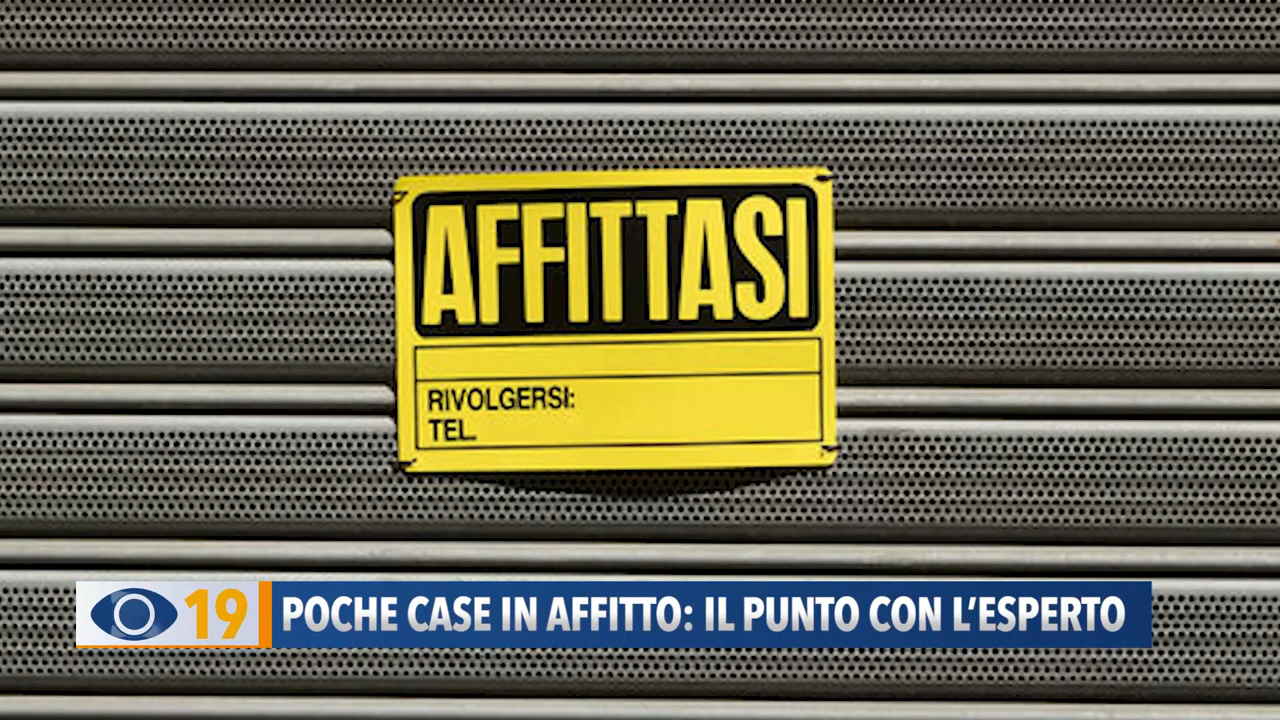 AFFITTASI
RIVOLGERSI:
TEL.
19 POCHE CASE IN AFFITTO: IL PUNTO CON L'ESPERTO